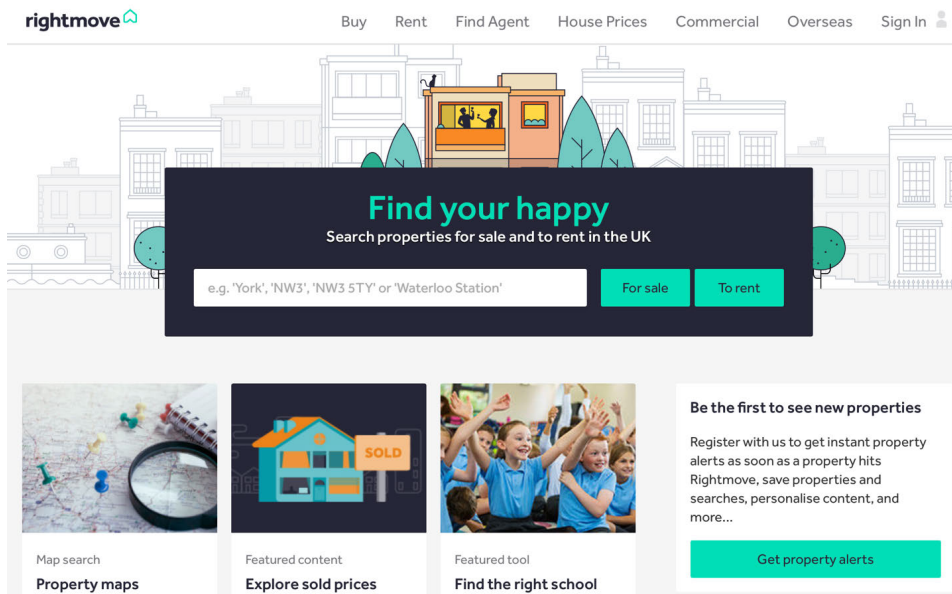 rightmove
Buy Rent Find Agent House Prices Commercial Overseas Sign In
Find your happy
Search properties for sale and to rent in the UK
e.g. 'York', 'NW3', 'NW3 5TY' or 'Waterloo Station'
For sale
To rent
SOLD
Map search
Property maps
Featured content
Explore sold prices
Featured tool
Find the right school
Be the first to see new properties
Register with us to get instant property
alerts as soon as a property hits
Rightmove, save properties and
searches, personalise content, and
more...
Get property alerts